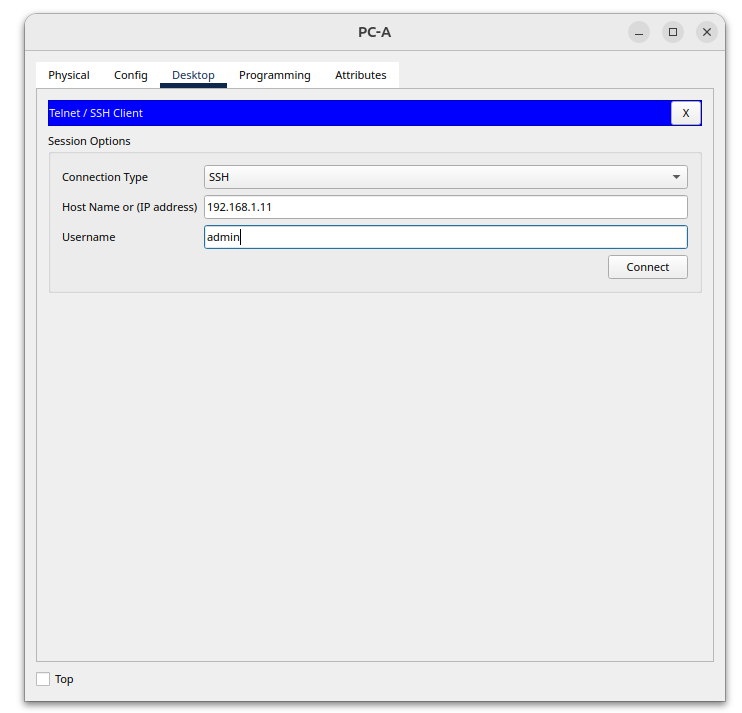 PC-A
Physical Config Desktop Programming Attributes
Telnet / SSH Client X
Session Options
Connection Type SSH
Host Name or (IP address) 192.168.1.11
Username admin
Connect
Top